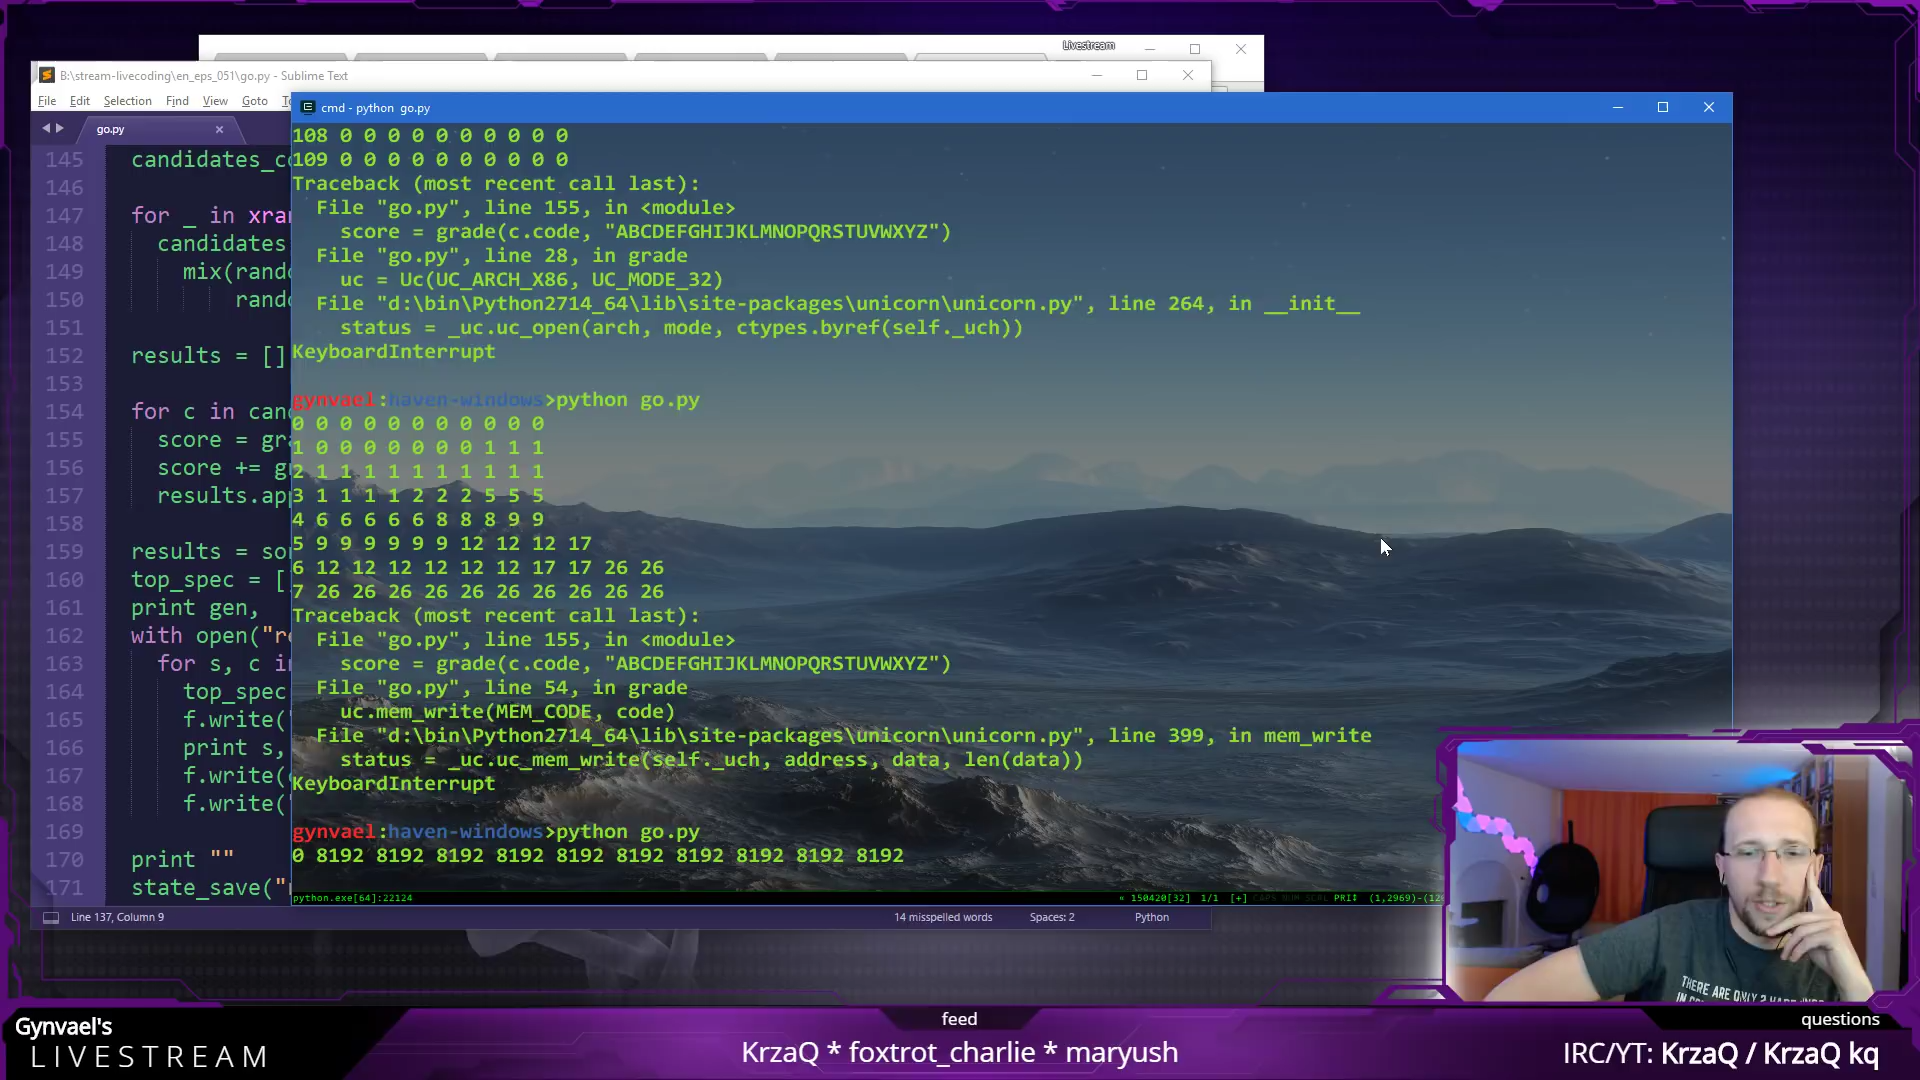 Livestream
B:\stream-livecoding\en_eps_051\go.py - Sublime Text
File Edit Selection Find View Goto
cmd - python go.py
go.py
145 candidates_c
146
147 for _ in xra
148 candidates
149 mix(rand
150 rand
151
152 results = []
153
154 for c in can
155 score = gr
156 score += g
157 results.ap
158
159 results = so
160 top_spec = [
161 print gen,
162 with open("r
163 for s, c i
164 top_spec
165 f.write(
166 print s,
167 f.write(
168 f.write(
169
170 print ""
171 state_save("
108 0 0 0 0 0 0 0 0 0 0
109 0 0 0 0 0 0 0 0 0 0
Traceback (most recent call last):
File "go.py", line 155, in <module>
score = grade(c.code, "ABCDEFGHIJKLMNOPQRSTUVWXYZ")
File "go.py", line 28, in grade
uc = Uc(UC_ARCH_X86, UC_MODE_32)
File "d:\bin\Python2714_64\lib\site-packages\unicorn\unicorn.py", line 264, in __init__
status = _uc.uc_open(arch, mode, ctypes.byref(self._uch))
KeyboardInterrupt
gynvael:haven-windows>python go.py
0 0 0 0 0 0 0 0 0 0 0
1 0 0 0 0 0 0 0 1 1 1
2 1 1 1 1 1 1 1 1 1 1
3 1 1 1 1 2 2 2 5 5 5
4 6 6 6 6 6 8 8 8 9 9
5 9 9 9 9 9 9 12 12 12 17
6 12 12 12 12 12 12 17 17 26 26
7 26 26 26 26 26 26 26 26 26 26
Traceback (most recent call last):
File "go.py", line 155, in <module>
score = grade(c.code, "ABCDEFGHIJKLMNOPQRSTUVWXYZ")
File "go.py", line 54, in grade
uc.mem_write(MEM_CODE, code)
File "d:\bin\Python2714_64\lib\site-packages\unicorn\unicorn.py", line 399, in mem_write
status = _uc.uc_mem_write(self._uch, address, data, len(data))
KeyboardInterrupt
gynvael:haven-windows>python go.py
0 8192 8192 8192 8192 8192 8192 8192 8192 8192 8192
python.exe[64]:22124
« 150420[32] 1/1 [+] CAPS NUM SCRL PRI‡ (1,2969)-(12
Line 137, Column 9
14 misspelled words
Spaces: 2
Python
THERE ARE ONLY 2 HARD
Gynvael's
LIVESTREAM
feed
KrzaQ * foxtrot_charlie * maryush
questions
IRC/YT: KrzaQ / KrzaQ kq